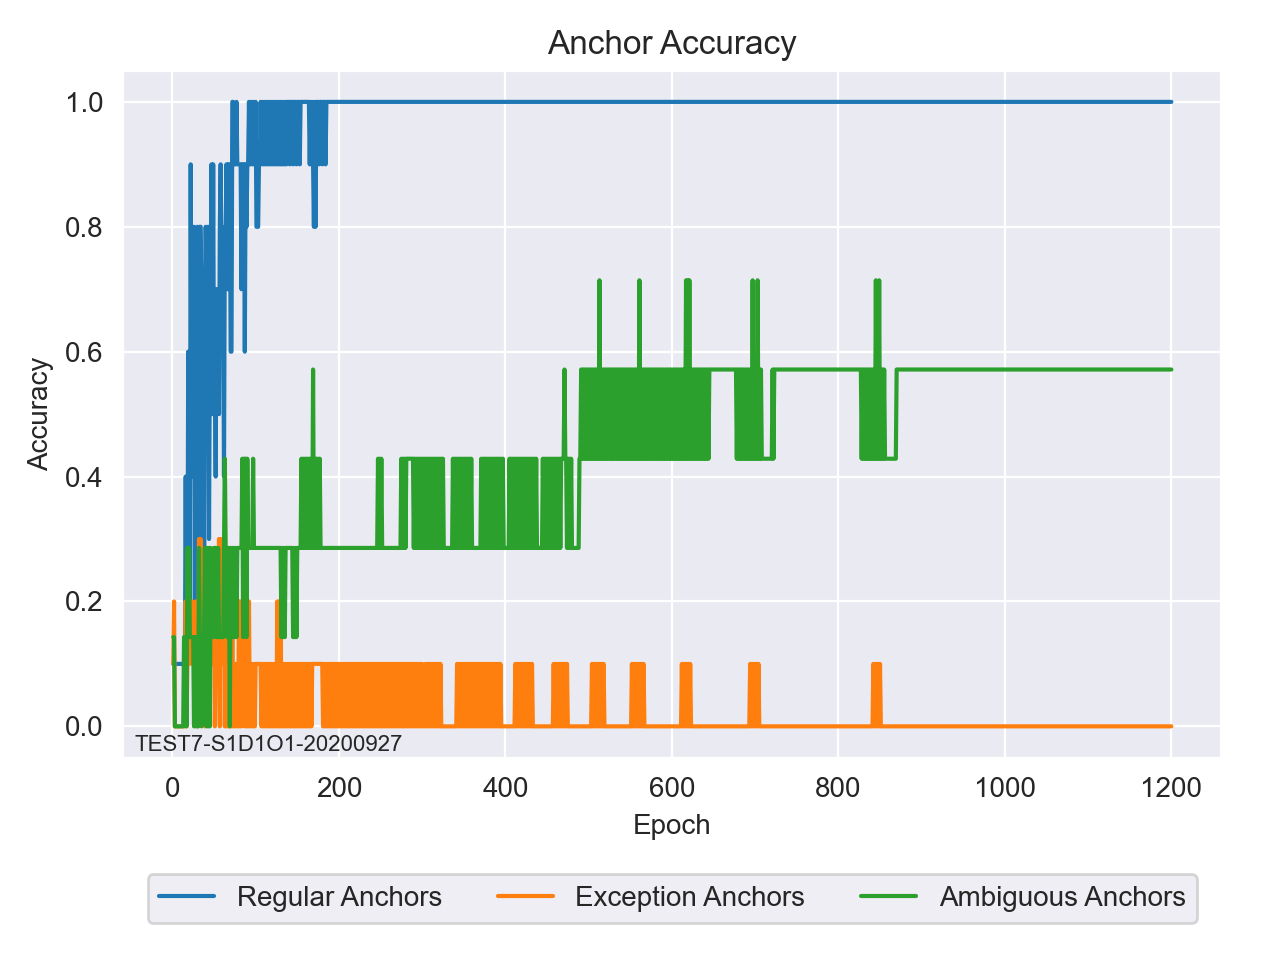 Anchor Accuracy
1.0
0.8
0.6
0.4
0.2
0.0
Accuracy
TEST7-S1D1O1-20200927
0 200 400 600 800 1000 1200
Epoch
Regular Anchors Exception Anchors Ambiguous Anchors